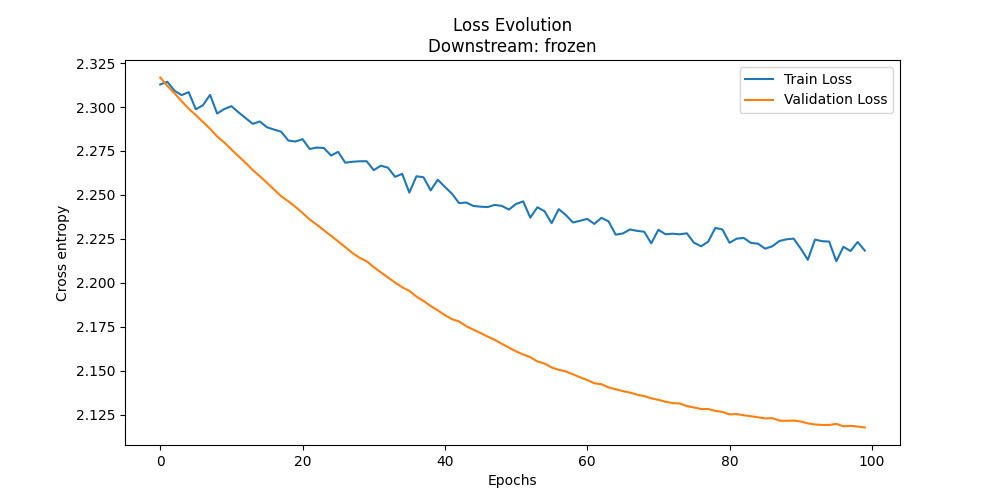 Loss Evolution
Downstream: frozen
Train Loss
Validation Loss
2.325
2.300
2.275
2.250
2.225
2.200
2.175
2.150
2.125
Cross entropy
0
20
40
60
80
100
Epochs